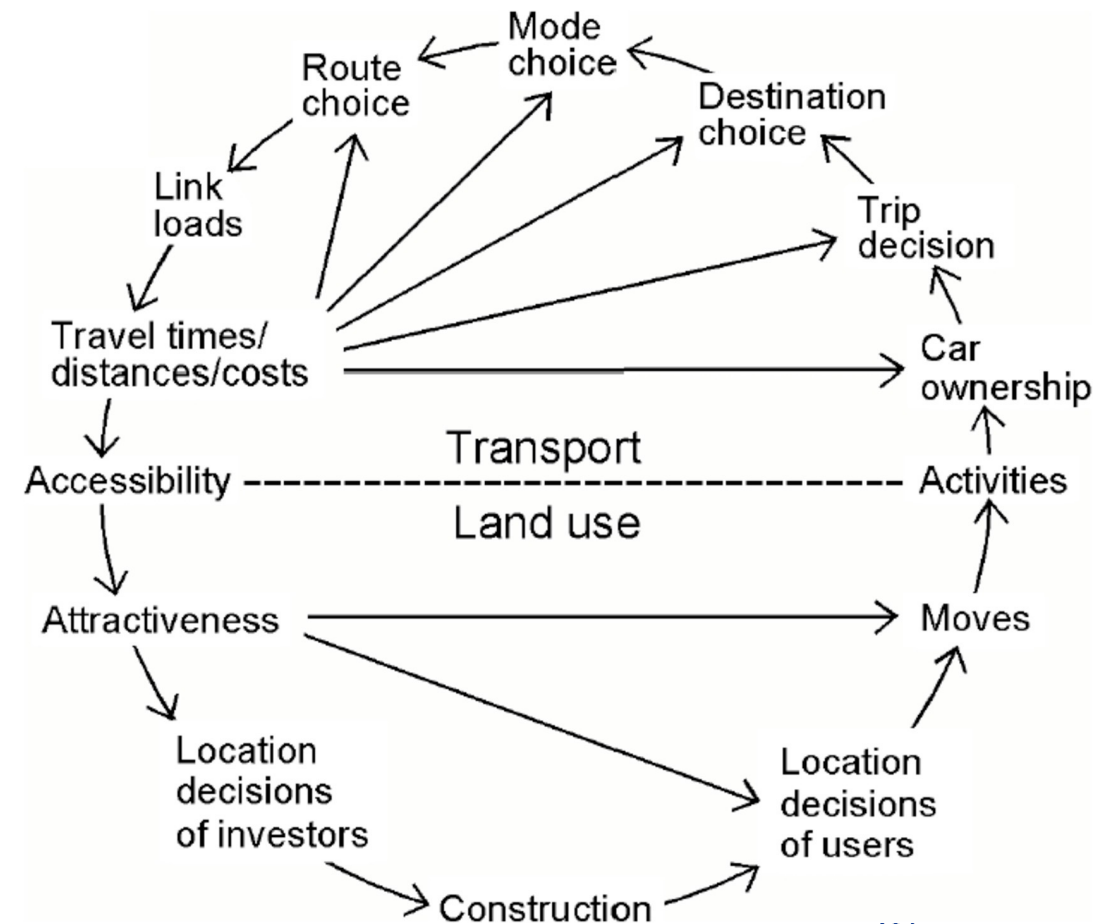 Mode
choice
Route
choice
Destination
choice
Link
loads
Trip
decision
Travel times/
distances/costs
Car
ownership
Transport
Accessibility
Activities
Land use
Attractiveness
Moves
Location
decisions
of investors
Location
decisions
of users
Construction